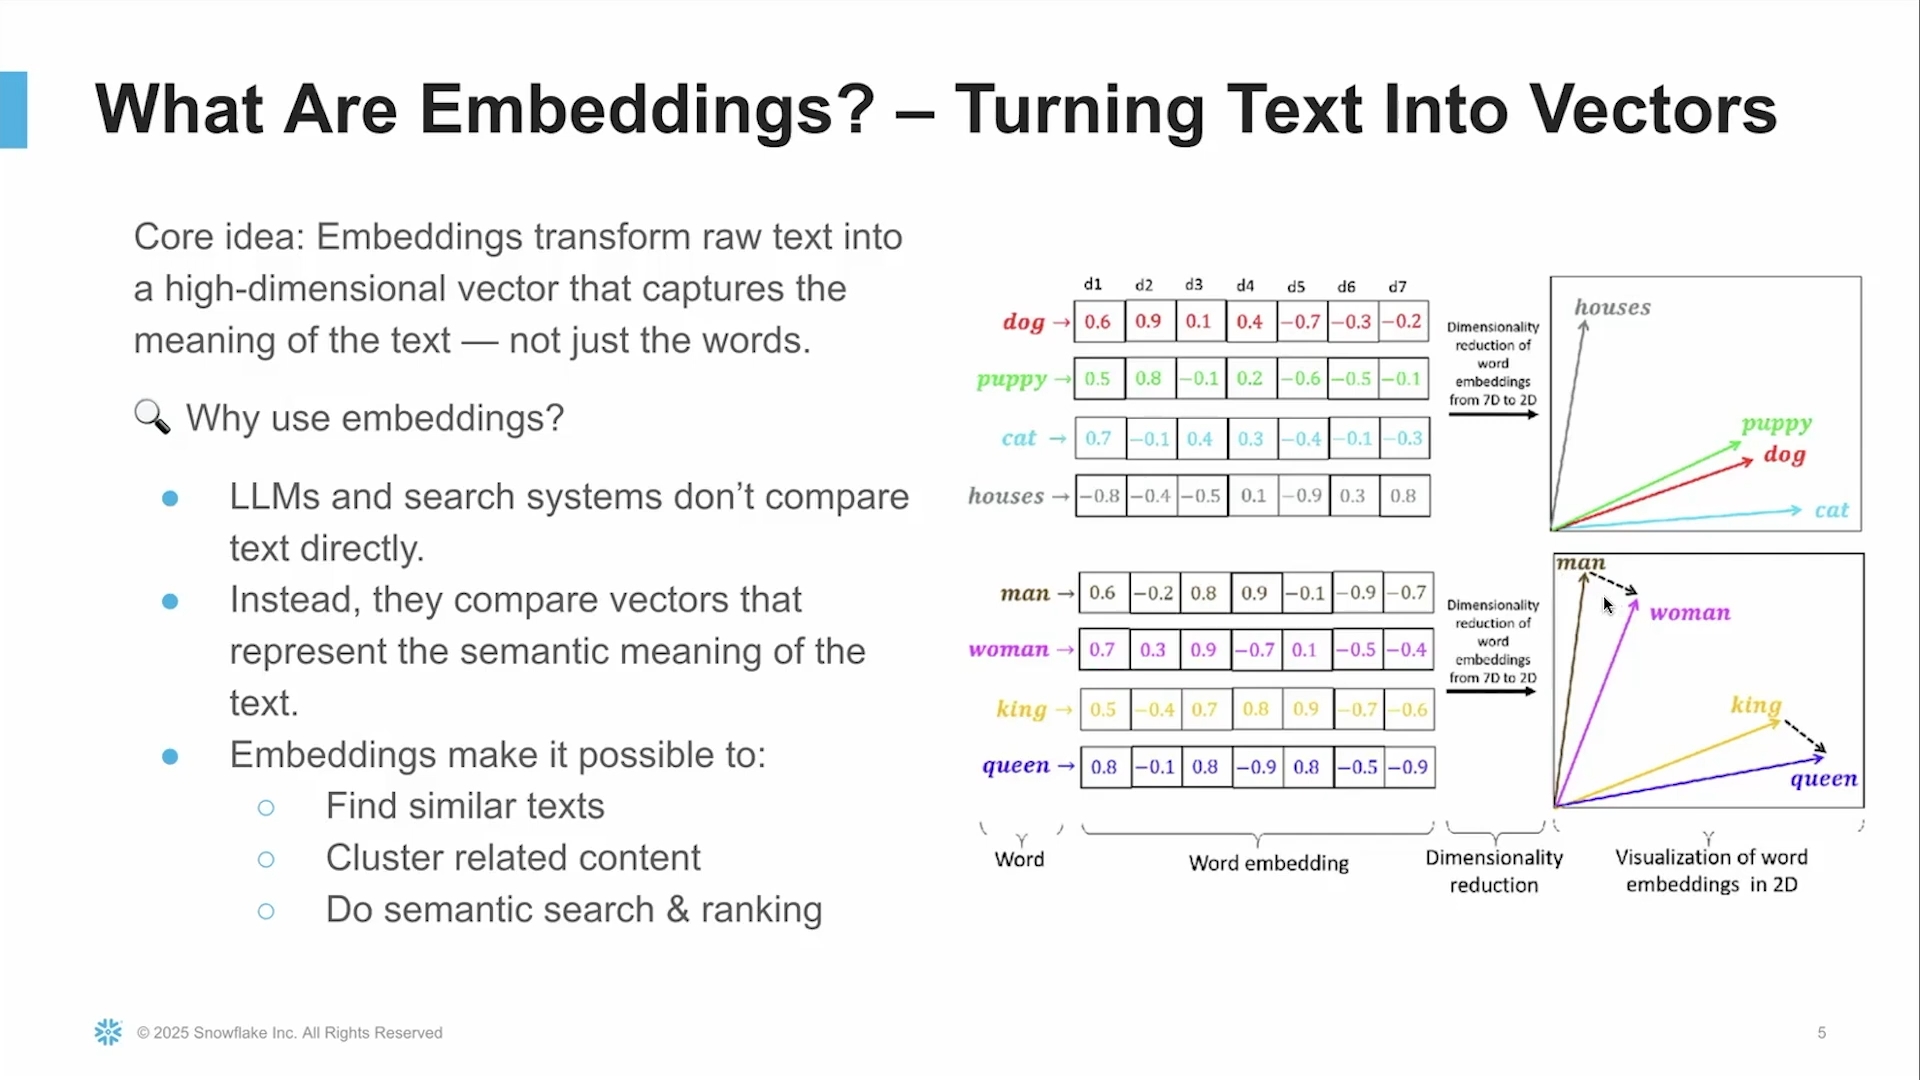 What Are Embeddings? – Turning Text Into Vectors
Core idea: Embeddings transform raw text into
a high-dimensional vector that captures the
meaning of the text — not just the words.
🔍 Why use embeddings?
● LLMs and search systems don’t compare
text directly.
● Instead, they compare vectors that
represent the semantic meaning of the
text.
● Embeddings make it possible to:
○ Find similar texts
○ Cluster related content
○ Do semantic search & ranking
d1 d2 d3 d4 d5 d6 d7
dog → 0.6 0.9 0.1 0.4 −0.7 −0.3 −0.2
puppy → 0.5 0.8 −0.1 0.2 −0.6 −0.5 −0.1
cat → 0.7 −0.1 0.4 0.3 −0.4 −0.1 −0.3
houses → −0.8 −0.4 −0.5 0.1 −0.9 0.3 0.8
Dimensionality
reduction of
word
embeddings
from 7D to 2D
houses
puppy
dog
cat
man → 0.6 −0.2 0.8 0.9 −0.1 −0.9 −0.7
woman → 0.7 0.3 0.9 −0.7 0.1 −0.5 −0.4
king → 0.5 −0.4 0.7 0.8 0.9 −0.7 −0.6
queen → 0.8 −0.1 0.8 −0.9 0.8 −0.5 −0.9
Dimensionality
reduction of
word
embeddings
from 7D to 2D
man
woman
king
queen
Word
Word embedding
Dimensionality
reduction
Visualization of word
embeddings in 2D
© 2025 Snowflake Inc. All Rights Reserved
5